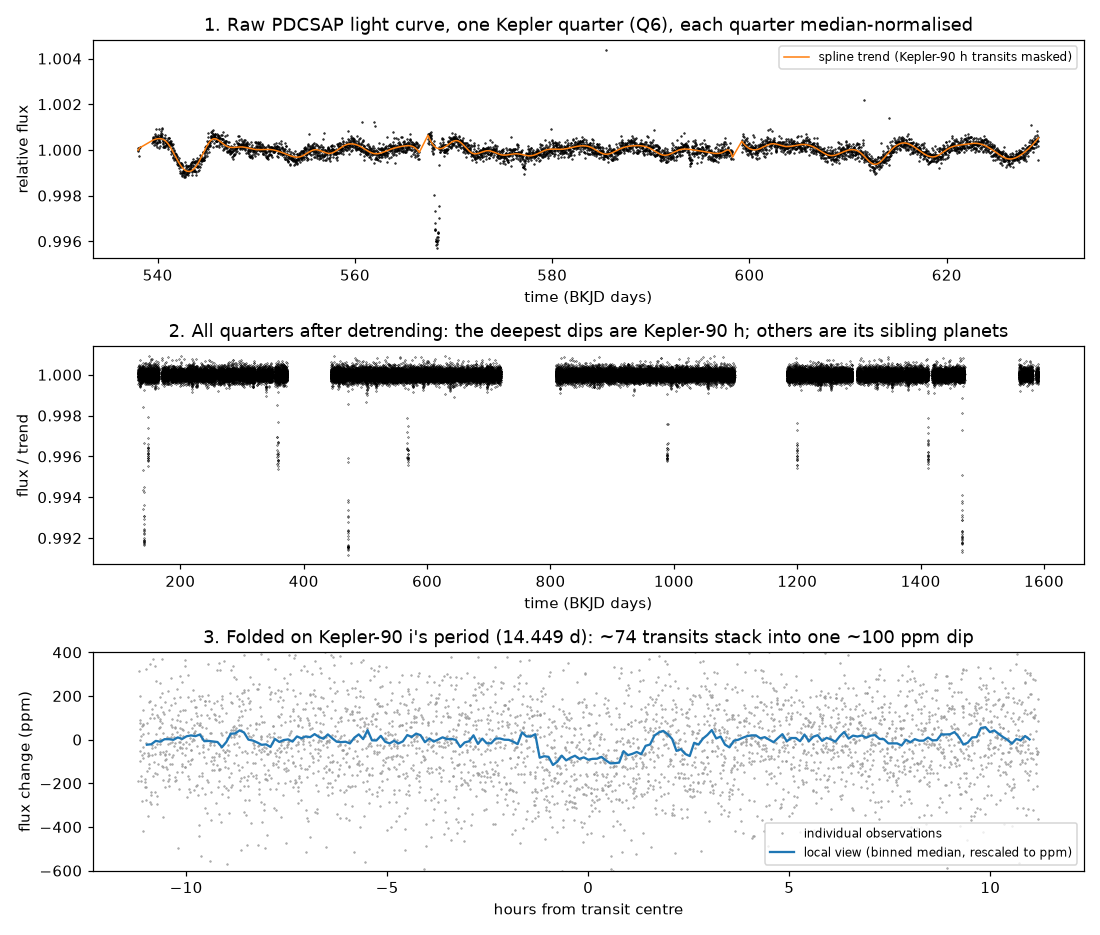 1. Raw PDCSAP light curve, one Kepler quarter (Q6), each quarter median-normalised
1.004
1.002
1.000
0.998
0.996
relative flux
spline trend (Kepler-90 h transits masked)
540
560
580
600
620
time (BKJD days)
2. All quarters after detrending: the deepest dips are Kepler-90 h; others are its sibling planets
1.000
0.998
0.996
0.994
0.992
flux / trend
200
400
600
800
1000
1200
1400
1600
time (BKJD days)
3. Folded on Kepler-90 i's period (14.449 d): ~74 transits stack into one ~100 ppm dip
400
200
0
−200
−400
−600
flux change (ppm)
individual observations
local view (binned median, rescaled to ppm)
−10
−5
0
5
10
hours from transit centre